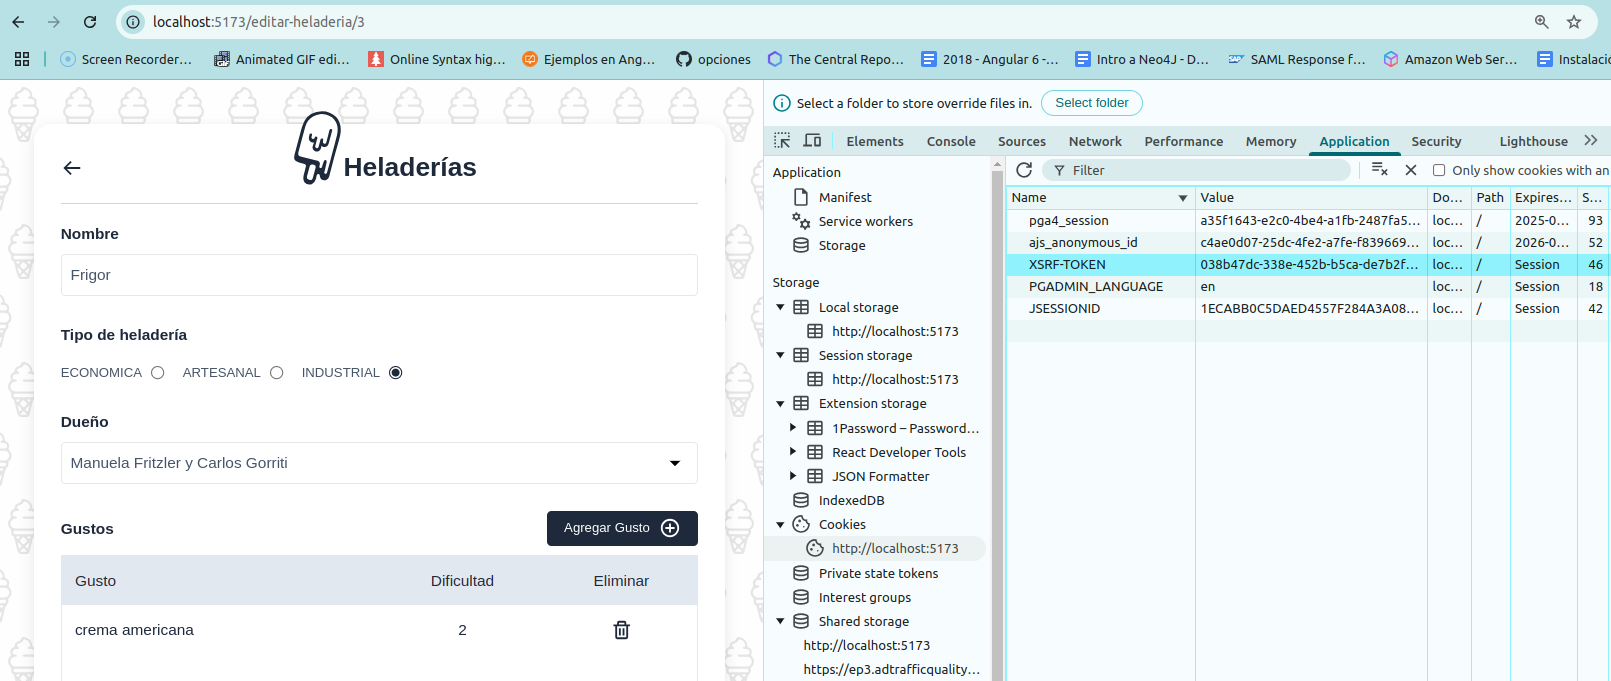 localhost:5173/editar-heladeria/3
Screen Recorder... Animated GIF edi... Online Syntax hig... Ejemplos en Ang... opciones The Central Repo... 2018 - Angular 6 -... Intro a Neo4J - D... SAML Response f... Amazon Web Ser... Instalaci
Heladerías
Nombre
Frigor
Tipo de heladería
ECONOMICA ARTESANAL INDUSTRIAL
Dueño
Manuela Fritzler y Carlos Gorriti
Gustos Agregar Gusto
Gusto Dificultad Eliminar
crema americana 2
Select a folder to store override files in. Select folder
Elements Console Sources Network Performance Memory Application Security Lighthouse
Application
Manifest
Service workers
Storage
Storage
Local storage
http://localhost:5173
Session storage
http://localhost:5173
Extension storage
1Password – Password...
React Developer Tools
JSON Formatter
IndexedDB
Cookies
http://localhost:5173
Private state tokens
Interest groups
Shared storage
http://localhost:5173
https://ep3.adtrafficquality...
Filter Only show cookies with an
Name Value Do... Path Expires... S...
pga4_session a35f1643-e2c0-4be4-a1fb-2487fa5... loc... / 2025-0... 93
ajs_anonymous_id c4ae0d07-25dc-4fe2-a7fe-f839669... loc... / 2026-0... 52
XSRF-TOKEN 038b47dc-338e-452b-b5ca-de7b2f... loc... / Session 46
PGADMIN_LANGUAGE en loc... / Session 18
JSESSIONID 1ECABB0C5DAED4557F284A3A08... loc... / Session 42